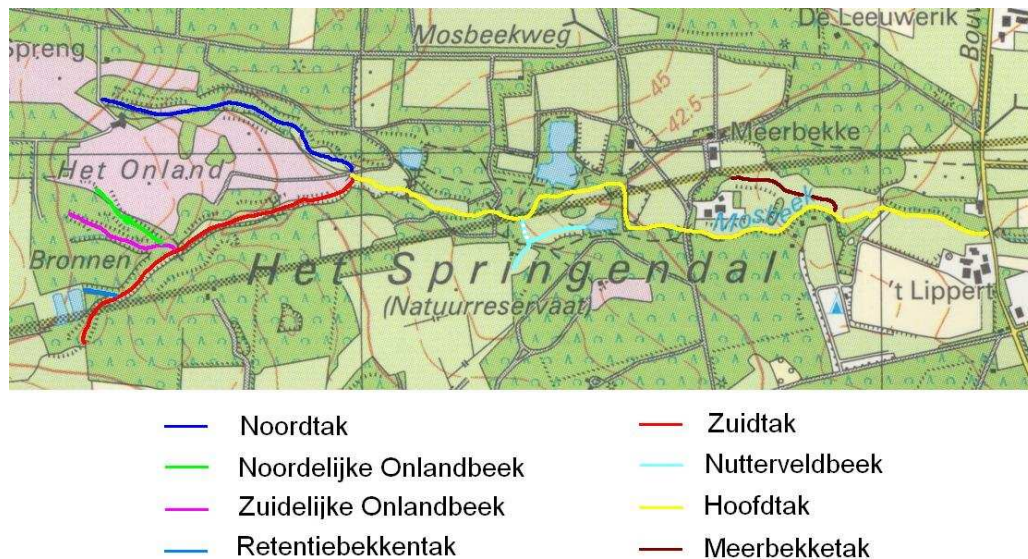 Spreng
Mosbeekweg
De Leeuwerik
Bouw
45
42.5
Meerbekke
Het Onland
Mosbeek
Bronnen
Het Springendal
(Natuurreservaat)
't Lippert
Noordtak
Zuidtak
Noordelijke Onlandbeek
Nutterveldbeek
Zuidelijke Onlandbeek
Hoofdtak
Retentiebekkentak
Meerbekketak